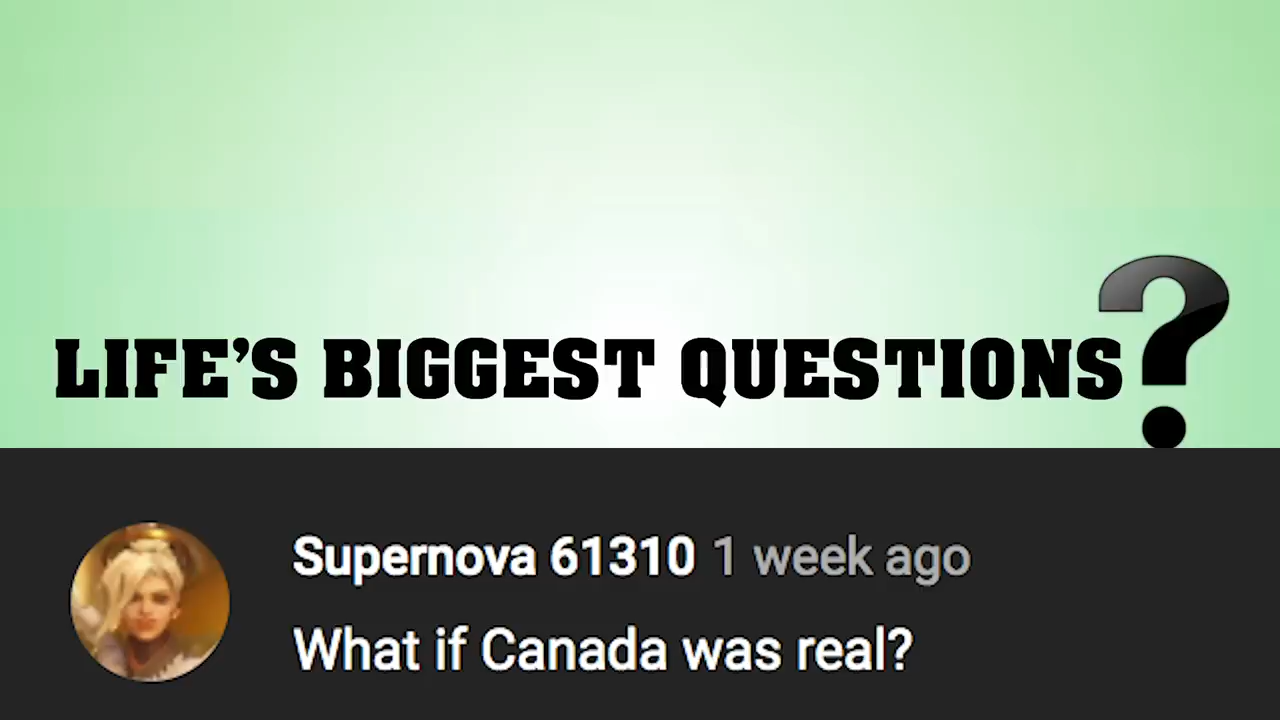 LIFE'S BIGGEST QUESTIONS?
Supernova 61310 1 week ago
What if Canada was real?